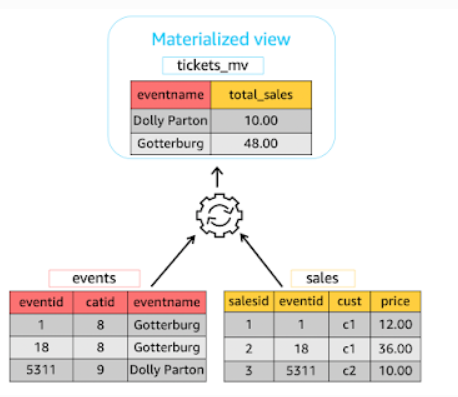 Materialized view
tickets_mv
eventname total_sales
Dolly Parton 10.00
Gotterburg 48.00
events
eventid catid eventname
1 8 Gotterburg
18 8 Gotterburg
5311 9 Dolly Parton
sales
salesid eventid cust price
1 1 c1 12.00
2 18 c1 36.00
3 5311 c2 10.00